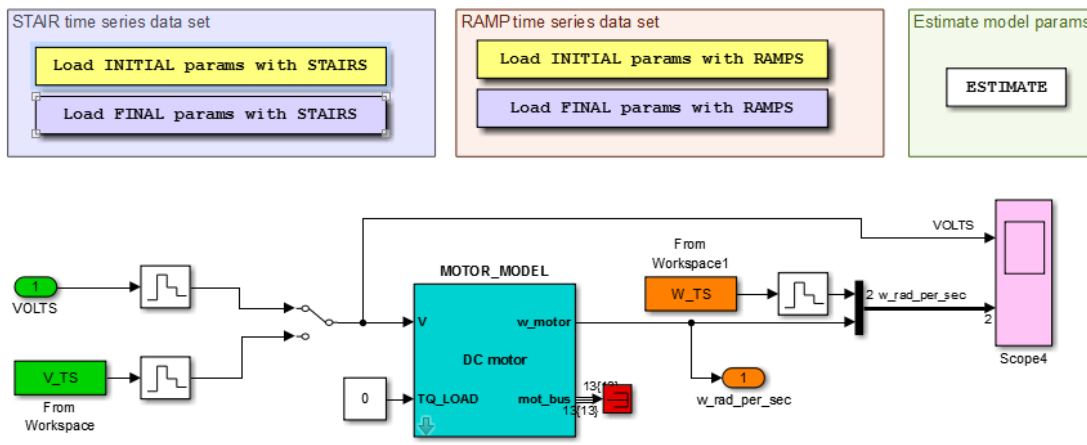 STAIR time series data set
Load INITIAL params with STAIRS
Load FINAL params with STAIRS
RAMP time series data set
Load INITIAL params with RAMPS
Load FINAL params with RAMPS
Estimate model params
ESTIMATE
VOLTS
From
Workspace1
MOTOR_MODEL
1
VOLTS
W_TS
2 w_rad_per_sec
2
V
w_motor
DC motor
Scope4
V_TS
From
Workspace
0
TQ_LOAD
mot_bus
13{13}
13{13}
1
w_rad_per_sec